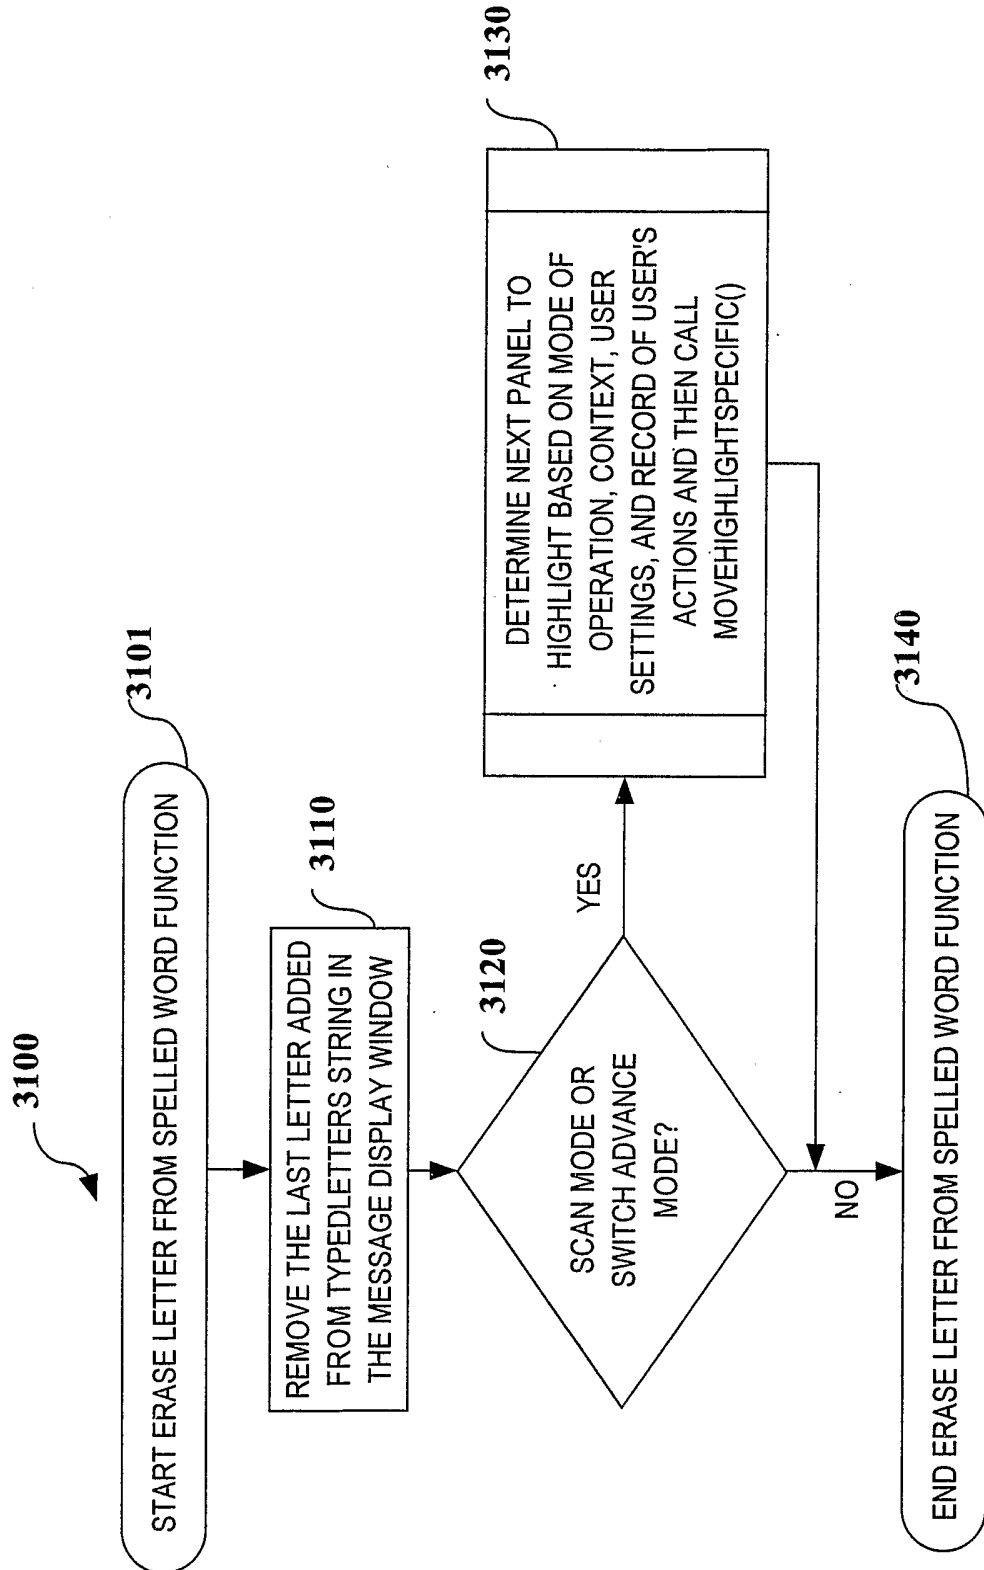 3100
START ERASE LETTER FROM SPELLED WORD FUNCTION
3101
REMOVE THE LAST LETTER ADDED
FROM TYPEDLETTERS STRING IN
THE MESSAGE DISPLAY WINDOW
3110
SCAN MODE OR
SWITCH ADVANCE
MODE?
3120
YES
NO
DETERMINE NEXT PANEL TO
HIGHLIGHT BASED ON MODE OF
OPERATION, CONTEXT, USER
SETTINGS, AND RECORD OF USER'S
ACTIONS AND THEN CALL
MOVEHIGHLIGHTSPECIFIC()
3130
END ERASE LETTER FROM SPELLED WORD FUNCTION
3140